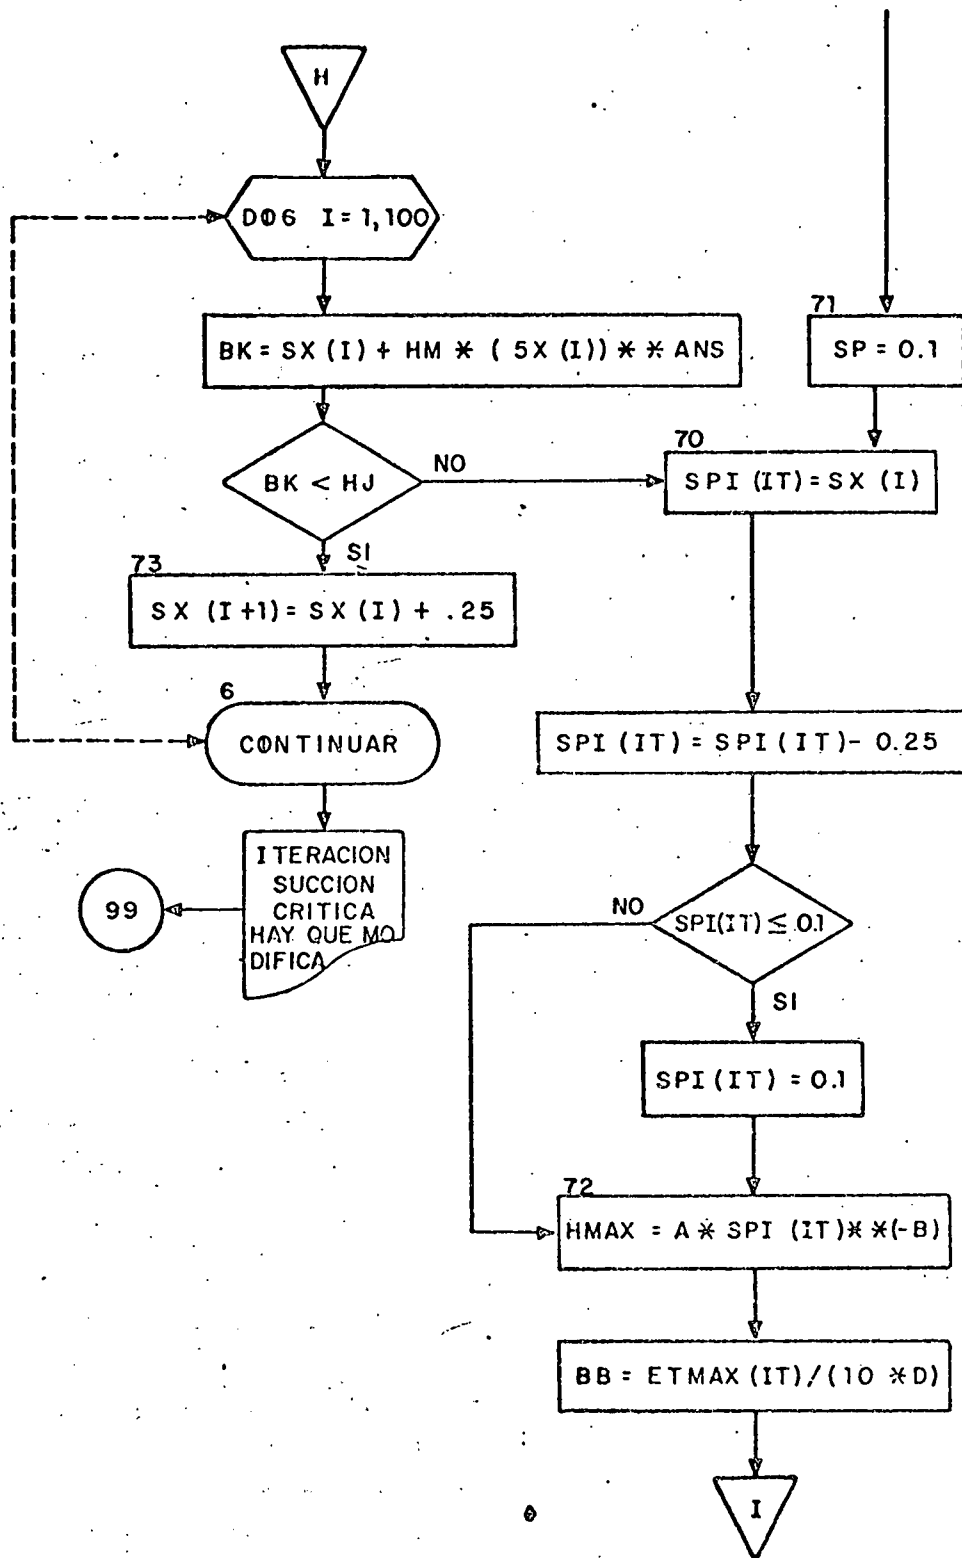 H
DO6 I = 1, 100
BK = SX (I) + HM * ( 5X (I)) * * ANS
BK < HJ
NO
SI
73
SX (I+1) = SX (I) + .25
6
CONTINUAR
ITERACION
SUCCION
CRITICA
HAY QUE MO
DIFICA
99
71
SP = 0.1
70
SPI (IT) = SX (I)
SPI (IT) = SPI (IT) - 0.25
SPI(IT) ≤ 0.1
NO
SI
SPI (IT) = 0.1
72
HMAX = A * SPI (IT) * *(-B)
BB = ETMAX (IT) / (10 * D)
I